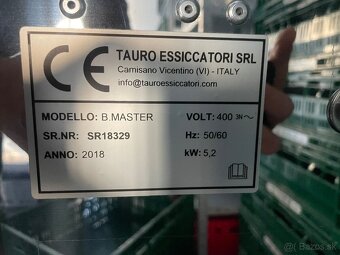 CE
TAURO ESSICCATORI SRL
Camisano Vicentino (VI) - ITALY
info@tauroessiccatori.com
MODELLO: B.MASTER
VOLT: 400 3N~
SR.NR: SR18329
Hz: 50/60
ANNO: 2018
kW: 5,2
bazos.sk